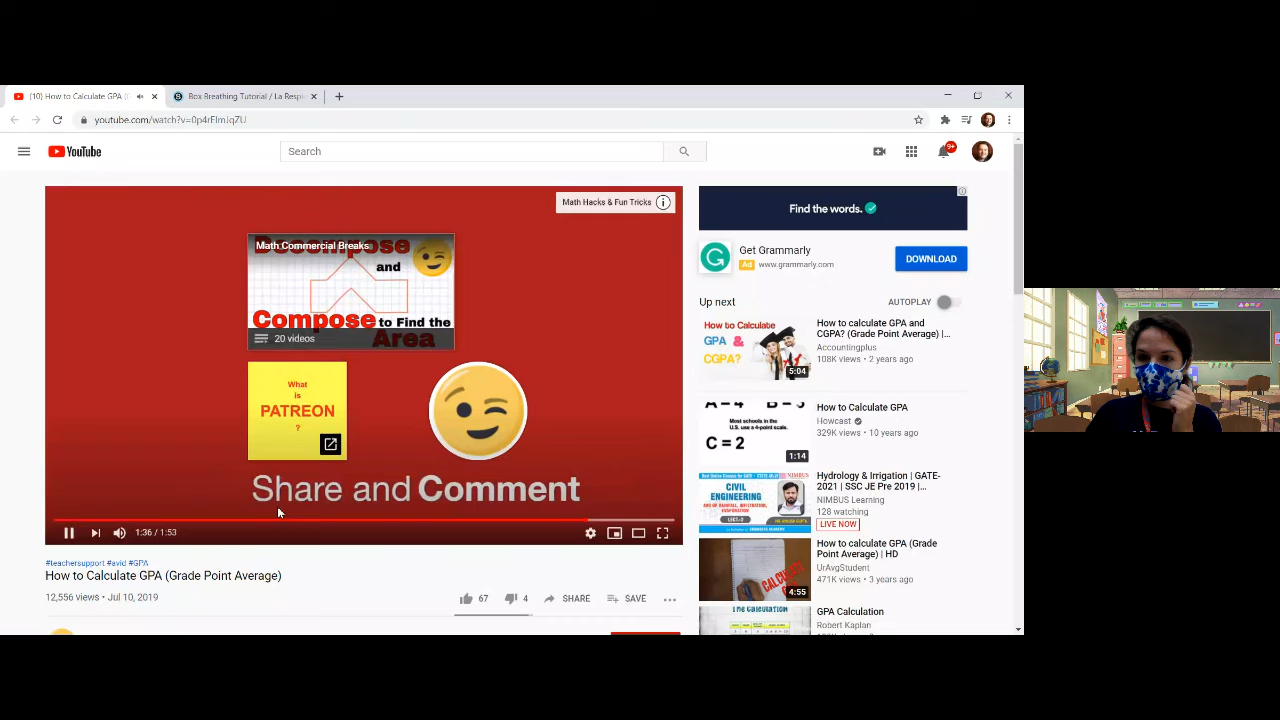 (10) How to Calculate GPA (
Box Breathing Tutorial / La Respi
youtube.com/watch?v=0p4rFlmJqZU
YouTube
Search
9+
Math Hacks & Fun Tricks
Math Commercial Breaks
Decompose
and
Compose to Find the
Area
20 videos
What
is
PATREON
?
Share and Comment
1:36 / 1:53
#teachersupport #avid #GPA
How to Calculate GPA (Grade Point Average)
12,556 views • Jul 10, 2019
67
4
SHARE
SAVE
Find the words.
Get Grammarly
Ad www.grammarly.com
DOWNLOAD
Up next
AUTOPLAY
How to Calculate
GPA &
CGPA?
5:04
How to calculate GPA and
CGPA? (Grade Point Average) |...
Accountingplus
108K views • 2 years ago
A=4 B=3
Most schools in the
U.S. use a 4-point scale.
C = 2
1:14
How to Calculate GPA
Howcast
329K views • 10 years ago
NIMBUS
CIVIL
ENGINEERING
Hydrology & Irrigation | GATE-
2021 | SSC JE Pre 2019 |...
NIMBUS Learning
128 watching
LIVE NOW
CALCULATE
4:55
How to calculate GPA (Grade
Point Average) | HD
UrAvgStudent
471K views • 3 years ago
The Calculation
GPA Calculation
Robert Kaplan